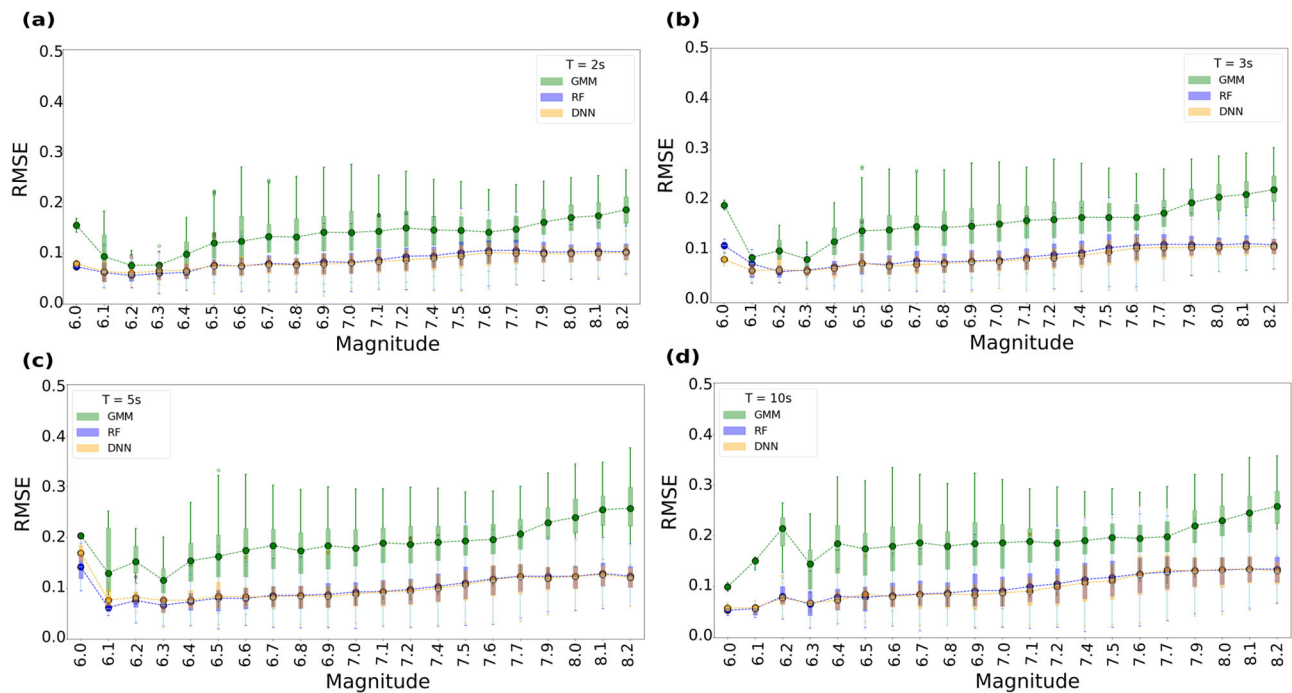 (a)
0.5
0.4
0.3
0.2
0.1
0.0
RMSE
T = 2s
GMM
RF
DNN
6.0 6.1 6.2 6.3 6.4 6.5 6.6 6.7 6.8 6.9 7.0 7.1 7.2 7.4 7.5 7.6 7.7 7.9 8.0 8.1 8.2
Magnitude
(b)
0.5
0.4
0.3
0.2
0.1
0.0
RMSE
T = 3s
GMM
RF
DNN
6.0 6.1 6.2 6.3 6.4 6.5 6.6 6.7 6.8 6.9 7.0 7.1 7.2 7.4 7.5 7.6 7.7 7.9 8.0 8.1 8.2
Magnitude
(c)
0.5
0.4
0.3
0.2
0.1
0.0
RMSE
T = 5s
GMM
RF
DNN
6.0 6.1 6.2 6.3 6.4 6.5 6.6 6.7 6.8 6.9 7.0 7.1 7.2 7.4 7.5 7.6 7.7 7.9 8.0 8.1 8.2
Magnitude
(d)
0.5
0.4
0.3
0.2
0.1
0.0
RMSE
T = 10s
GMM
RF
DNN
6.0 6.1 6.2 6.3 6.4 6.5 6.6 6.7 6.8 6.9 7.0 7.1 7.2 7.4 7.5 7.6 7.7 7.9 8.0 8.1 8.2
Magnitude